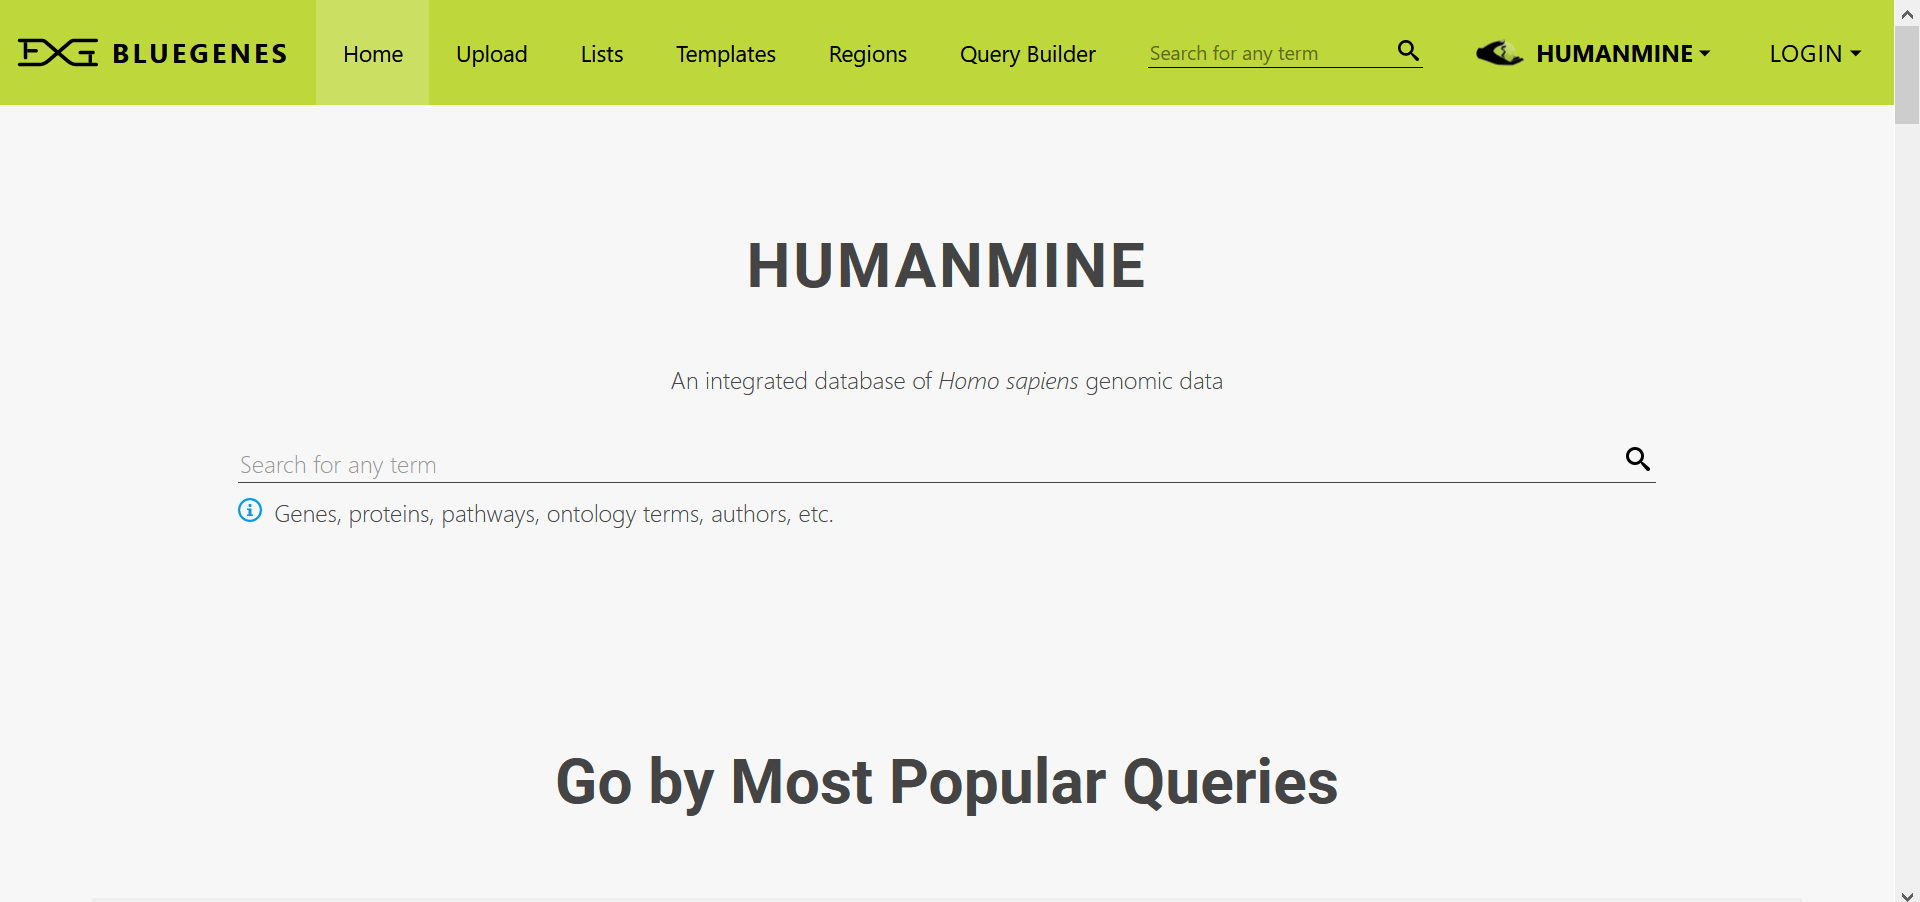 BLUEGENES Home Upload Lists Templates Regions Query Builder Search for any term HUMANMINE LOGIN
HUMANMINE
An integrated database of Homo sapiens genomic data
Search for any term
Genes, proteins, pathways, ontology terms, authors, etc.
Go by Most Popular Queries